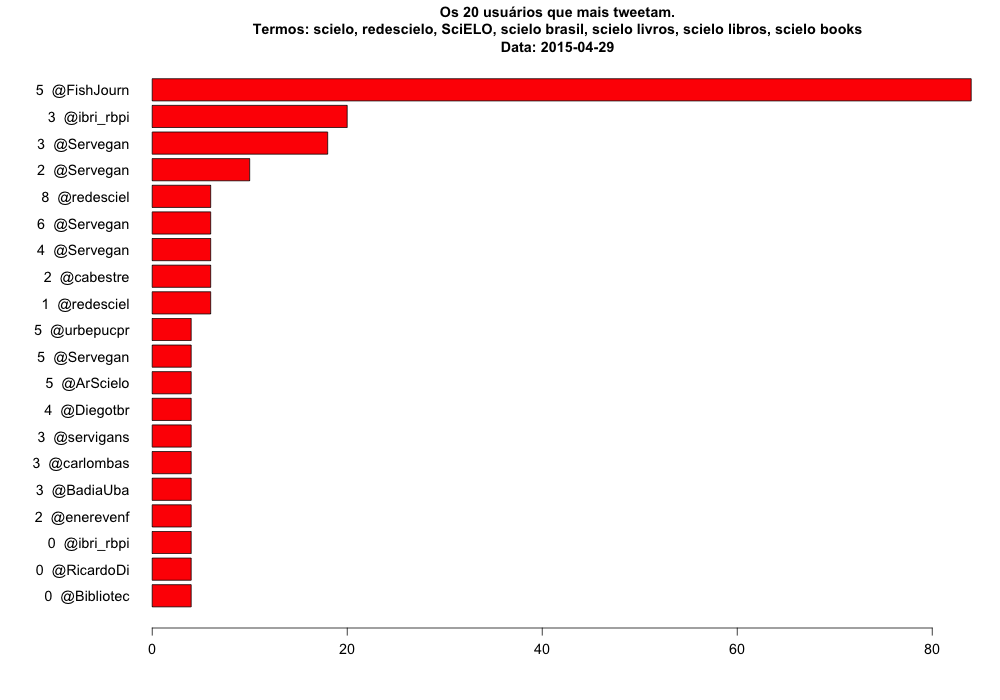 Os 20 usuários que mais tweetam.
Termos: scielo, redescielo, SciELO, scielo brasil, scielo livros, scielo libros, scielo books
Data: 2015-04-29
5 @FishJourn
3 @ibri_rbpi
3 @Servegan
2 @Servegan
8 @redesciel
6 @Servegan
4 @Servegan
2 @cabestre
1 @redesciel
5 @urbepucpr
5 @Servegan
5 @ArScielo
4 @Diegotbr
3 @servigans
3 @carlombas
3 @BadiaUba
2 @enerevenf
0 @ibri_rbpi
0 @RicardoDi
0 @Bibliotec
0 20 40 60 80